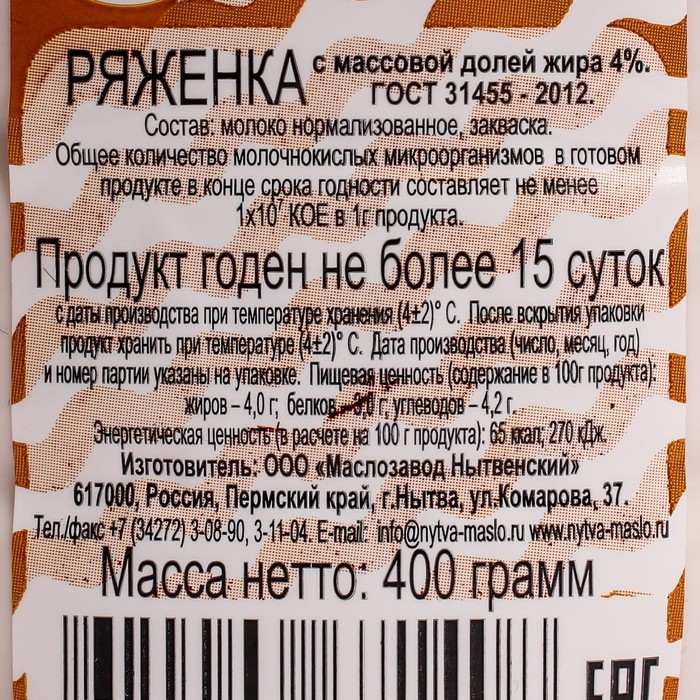 РЯЖЕНКА с массовой долей жира 4%.
ГОСТ 31455 - 2012.
Состав: молоко нормализованное, закваска.
Общее количество молочнокислых микроорганизмов в готовом
продукте в конце срока годности составляет не менее
1х10⁷ КОЕ в 1г продукта.
Продукт годен не более 15 суток
с даты производства при температуре хранения (4±2)° С. После вскрытия упаковки
продукт хранить при температуре (4±2)° С. Дата производства (число, месяц, год)
и номер партии указаны на упаковке. Пищевая ценность (содержание в 100г продукта):
жиров – 4,0 г; белков – 3,0 г, углеводов – 4,2 г.
Энергетическая ценность (в расчете на 100 г продукта): 65 ккал; 270 кДж.
Изготовитель: ООО «Маслозавод Нытвенский»
617000, Россия, Пермский край, г.Нытва, ул.Комарова, 37.
Тел./факс +7 (34272) 3-08-90, 3-11-04. E-mail: info@nytva-maslo.ru www.nytva-maslo.ru
Масса нетто: 400 грамм